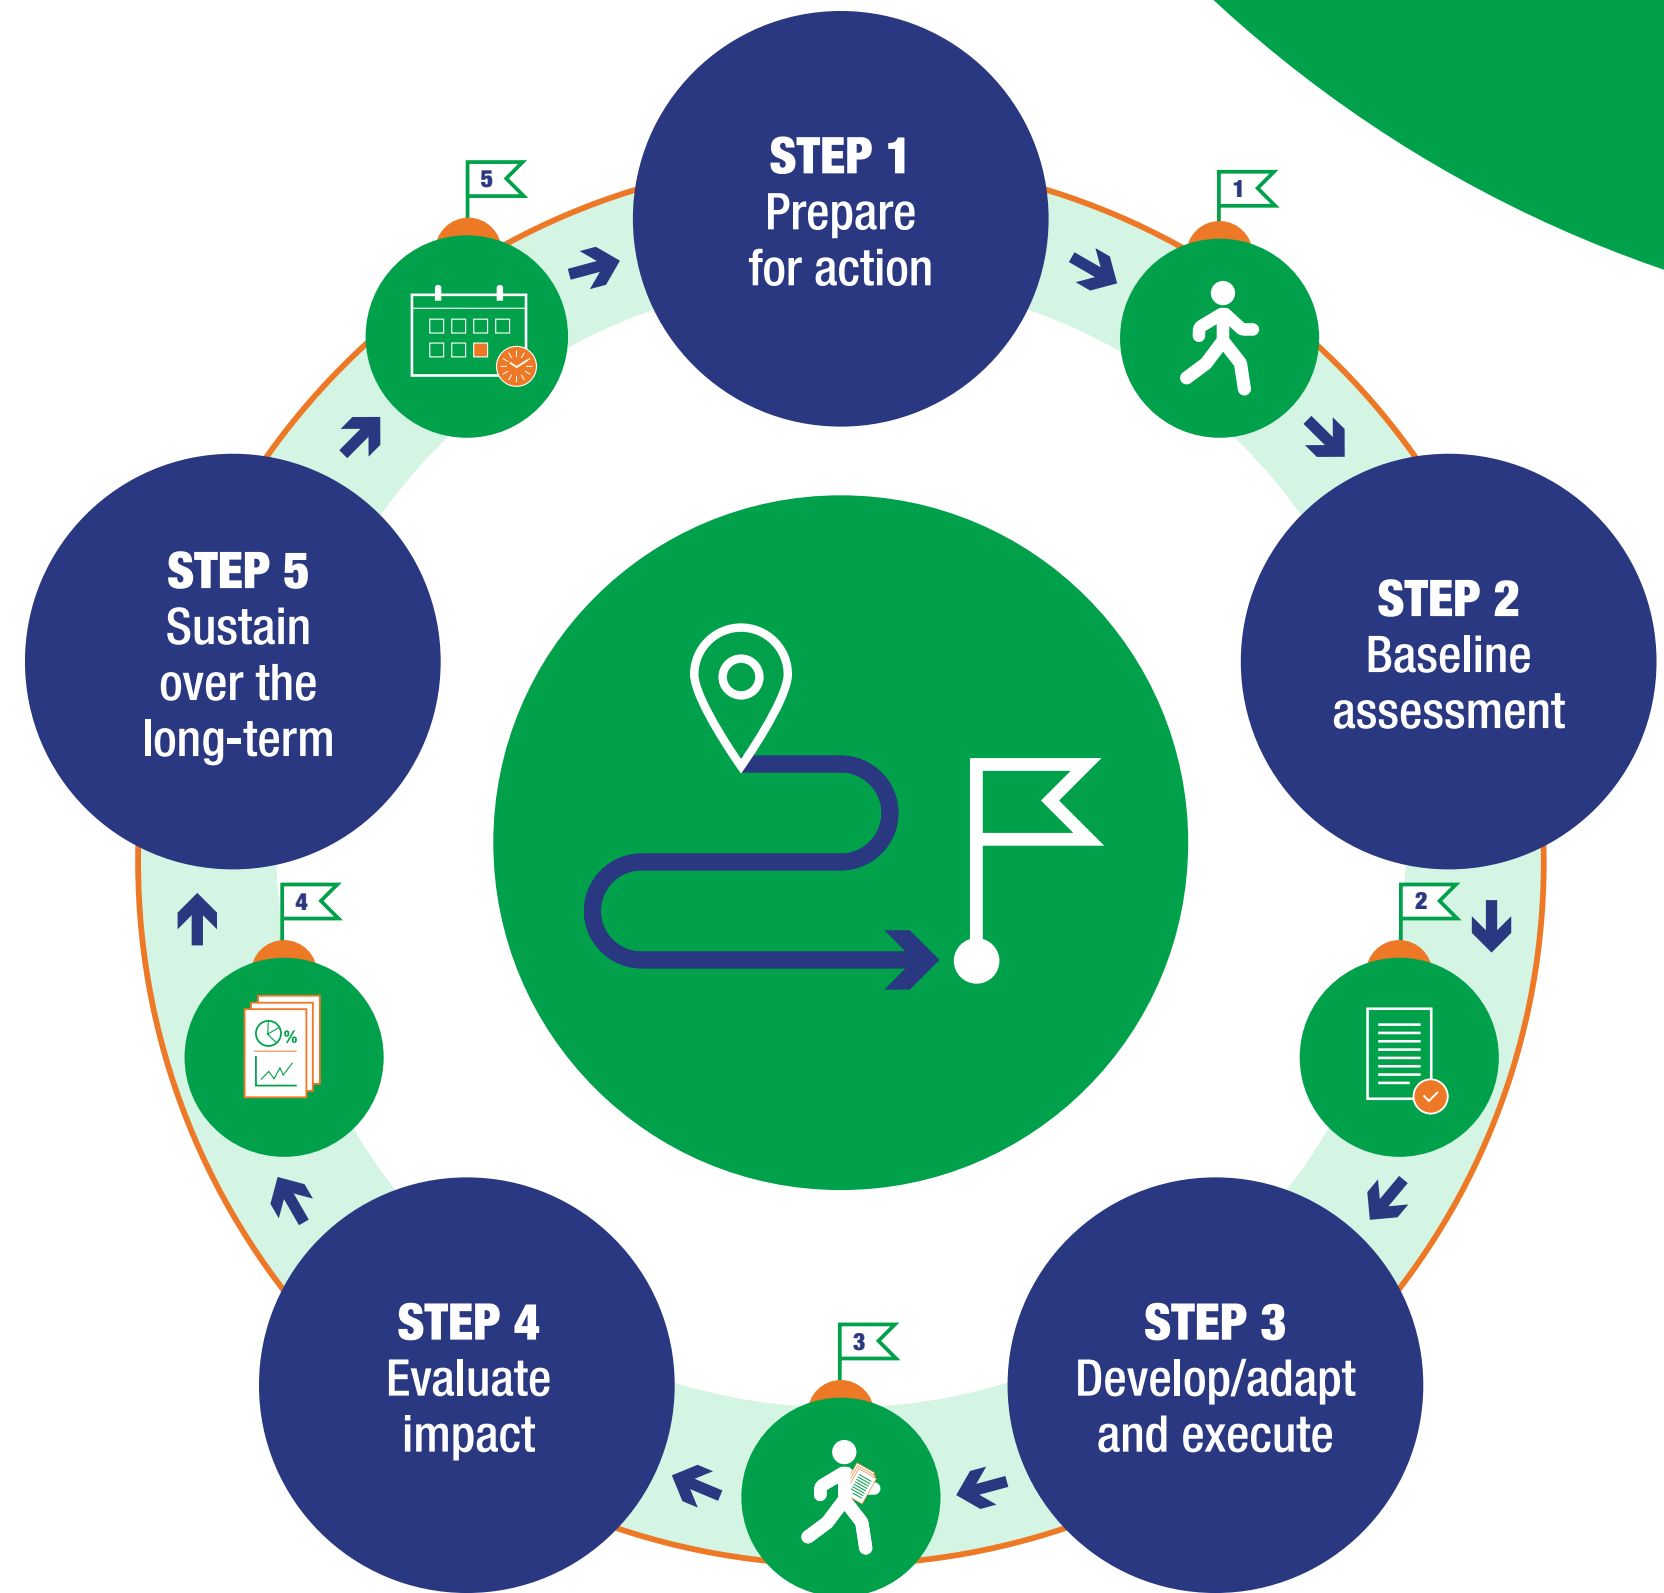 STEP 1
Prepare
for action
1
STEP 2
Baseline
assessment
2
STEP 3
Develop/adapt
and execute
3
STEP 4
Evaluate
impact
4
%
STEP 5
Sustain
over the
long-term
5